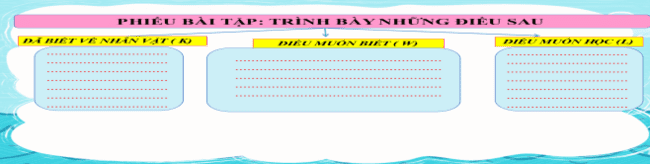 PHIẾU BÀI TẬP: TRÌNH BÀY NHỮNG ĐIỀU SAU
ĐÃ BIẾT VỀ NHÂN VẬT ( K)
ĐIỀU MUỐN BIẾT ( W)
ĐIỀU MUỐN HỌC (L)